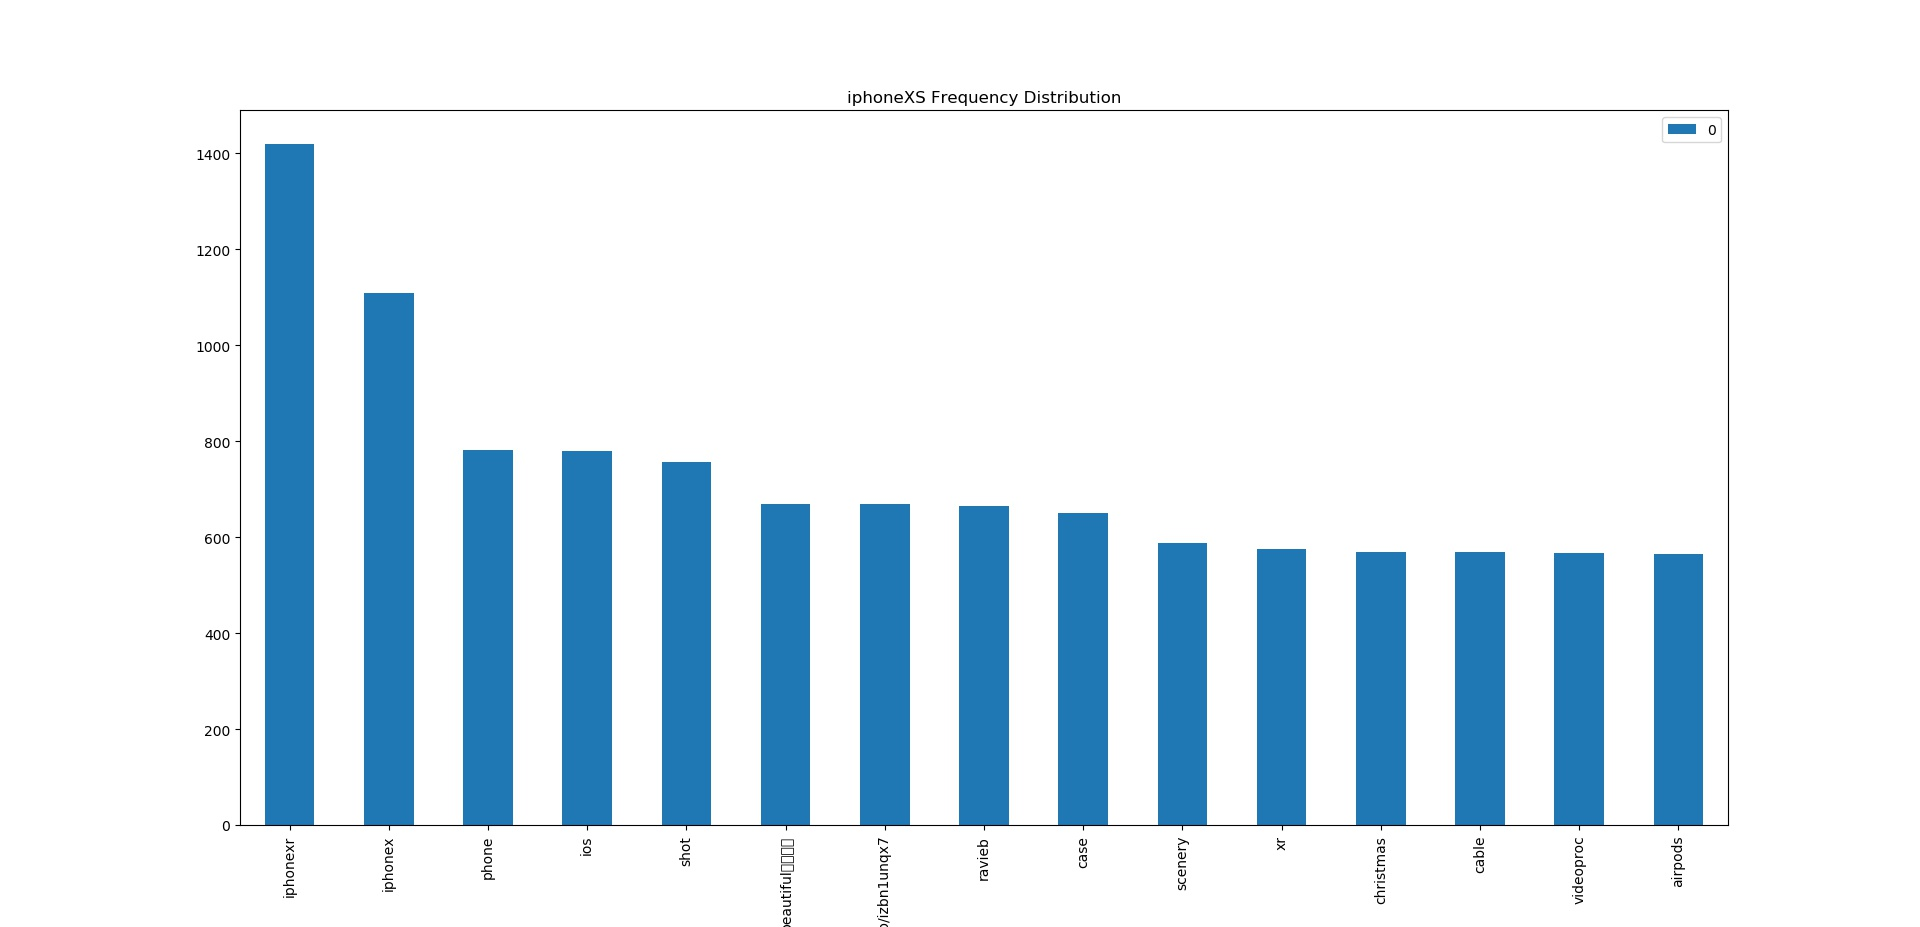 iphoneXS Frequency Distribution
0
1400
1200
1000
800
600
400
200
0
iphonexr
iphonex
phone
ios
shot
/izbn1unqx7
ravieb
case
scenery
xr
christmas
cable
videoproc
airpods